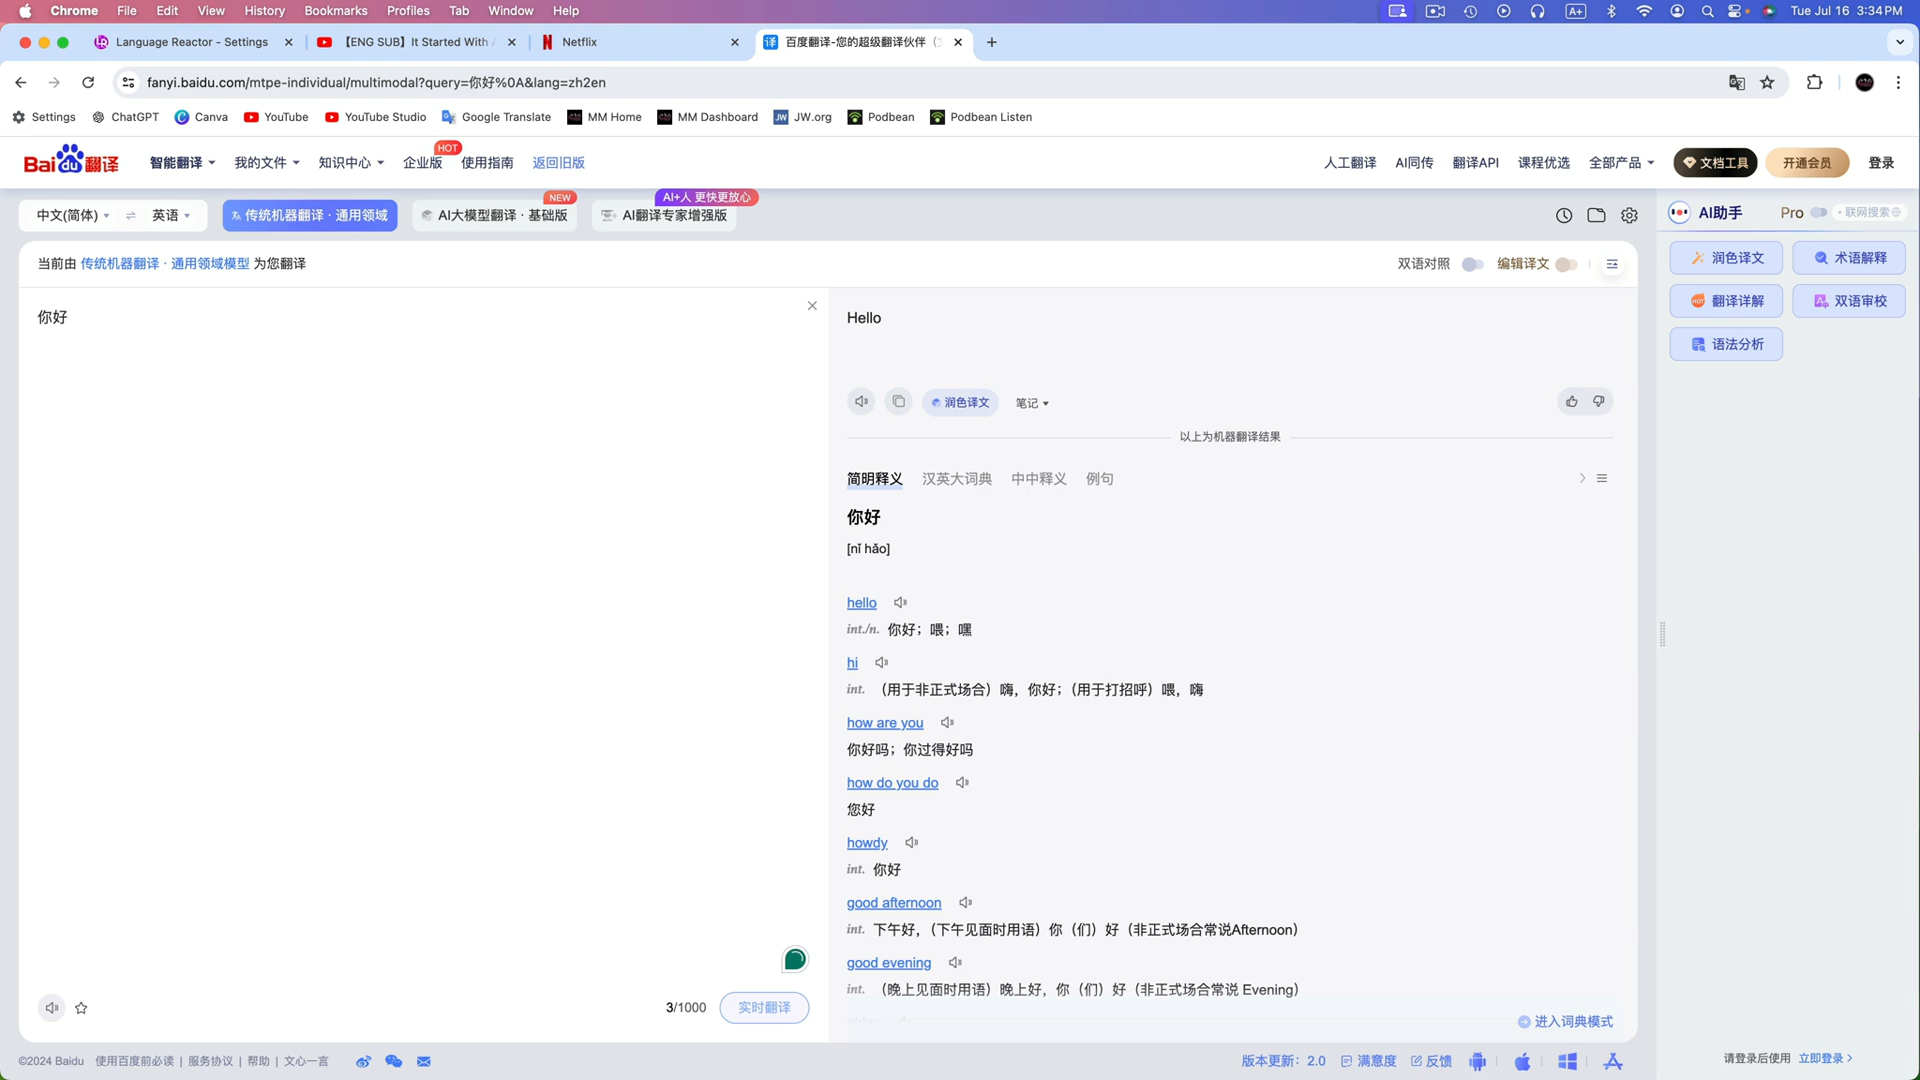 Chrome File Edit View History Bookmarks Profiles Tab Window Help Tue Jul 16 3:34PM
Language Reactor - Settings 【ENG SUB】It Started With Netflix 百度翻译-您的超级翻译伙伴
fanyi.baidu.com/mtpe-individual/multimodal?query=你好%0A&lang=zh2en
Settings ChatGPT Canva YouTube YouTube Studio Google Translate MM Home MM Dashboard JW.org Podbean Podbean Listen
Baidu翻译 智能翻译 我的文件 知识中心 企业版 HOT 使用指南 返回旧版 人工翻译 AI同传 翻译API 课程优选 全部产品 文档工具 开通会员 登录
NEW AI+人 更快更放心
中文(简体) 英语 传统机器翻译 · 通用领域 AI大模型翻译 · 基础版 AI翻译专家增强版 AI助手 Pro 联网搜索
当前由 传统机器翻译 · 通用领域模型 为您翻译 双语对照 编辑译文 润色译文 术语解释
翻译详解 双语审校
语法分析
你好 Hello
润色译文 笔记
以上为机器翻译结果
简明释义 汉英大词典 中中释义 例句
你好
[nǐ hǎo]
hello
int./n. 你好；喂；嘿
hi
int. （用于非正式场合）嗨，你好；（用于打招呼）喂，嗨
how are you
你好吗；你过得好吗
how do you do
您好
howdy
int. 你好
good afternoon
int. 下午好，（下午见面时用语）你（们）好（非正式场合常说Afternoon）
good evening
int. （晚上见面时用语）晚上好，你（们）好（非正式场合常说 Evening）
3/1000 实时翻译 进入词典模式
©2024 Baidu 使用百度前必读 | 服务协议 | 帮助 | 文心一言 版本更新：2.0 满意度 反馈 请登录后使用 立即登录